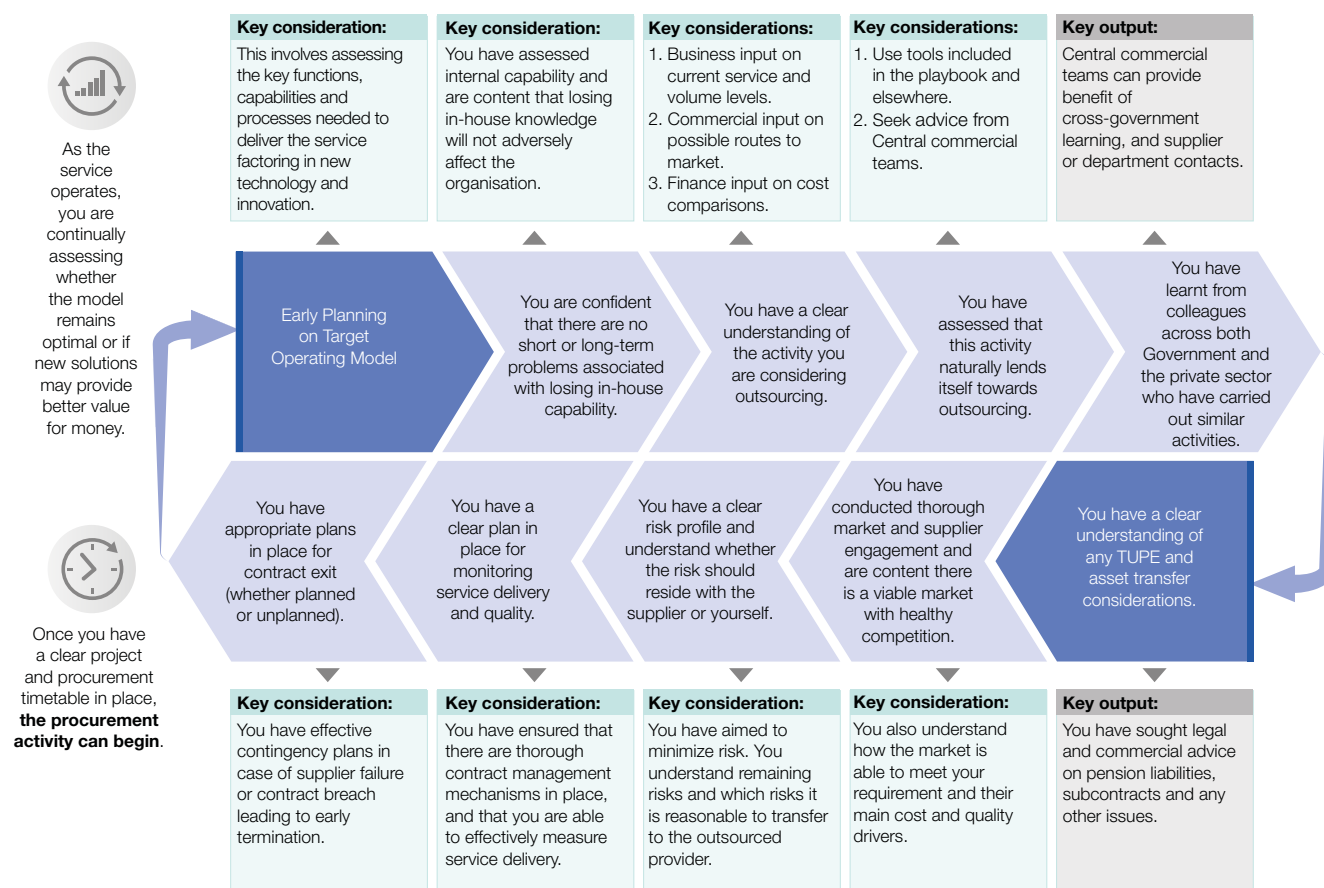 As the
service
operates,
you are
continually
assessing
whether
the model
remains
optimal or if
new solutions
may provide
better value
for money.
Key consideration:
This involves assessing
the key functions,
capabilities and
processes needed to
deliver the service
factoring in new
technology and
innovation.
Key consideration:
You have assessed
internal capability and
are content that losing
in-house knowledge
will not adversely
affect the
organisation.
Key considerations:
1. Business input on
current service and
volume levels.
2. Commercial input on
possible routes to
market.
3. Finance input on cost
comparisons.
Key considerations:
1. Use tools included
in the playbook and
elsewhere.
2. Seek advice from
Central commercial
teams.
Key output:
Central commercial
teams can provide
benefit of
cross-government
learning, and supplier
or department contacts.
Early Planning
on Target
Operating Model
You are confident
that there are no
short or long-term
problems associated
with losing in-house
capability.
You have a clear
understanding of
the activity you
are considering
outsourcing.
You have
assessed that
this activity
naturally lends
itself towards
outsourcing.
You have
learnt from
colleagues
across both
Government and
the private sector
who have carried
out similar
activities.
You have a clear
understanding of
any TUPE and
asset transfer
considerations.
You have
conducted thorough
market and supplier
engagement and
are content there
is a viable market
with healthy
competition.
You have a clear
risk profile and
understand whether
the risk should
reside with the
supplier or yourself.
You have a
clear plan in
place for
monitoring
service delivery
and quality.
You have
appropriate plans
in place for
contract exit
(whether planned
or unplanned).
Once you have
a clear project
and procurement
timetable in place,
the procurement
activity can begin.
Key consideration:
You have effective
contingency plans in
case of supplier failure
or contract breach
leading to early
termination.
Key consideration:
You have ensured that
there are thorough
contract management
mechanisms in place,
and that you are able
to effectively measure
service delivery.
Key consideration:
You have aimed to
minimize risk. You
understand remaining
risks and which risks it
is reasonable to transfer
to the outsourced
provider.
Key consideration:
You also understand
how the market is
able to meet your
requirement and their
main cost and quality
drivers.
Key output:
You have sought legal
and commercial advice
on pension liabilities,
subcontracts and any
other issues.